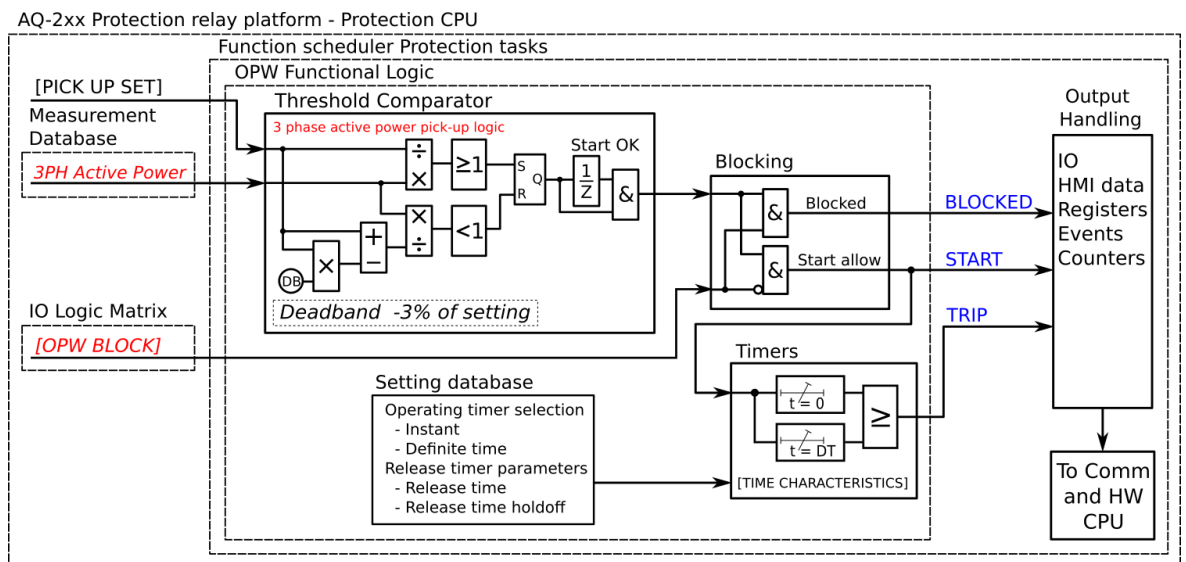 AQ-2xx Protection relay platform - Protection CPU
Function scheduler Protection tasks
OPW Functional Logic
[PICK UP SET]
Measurement
Database
3PH Active Power
Threshold Comparator
3 phase active power pick-up logic
÷
×
≥1
S
R
Q
Start OK
1
Z
&
×
÷
<1
+
−
×
DB
Deadband -3% of setting
IO Logic Matrix
[OPW BLOCK]
Blocking
&
Blocked
&
Start allow
BLOCKED
START
TRIP
Output
Handling
IO
HMI data
Registers
Events
Counters
To Comm
and HW
CPU
Setting database
Operating timer selection
- Instant
- Definite time
Release timer parameters
- Release time
- Release time holdoff
Timers
t = 0
t = DT
≥
[TIME CHARACTERISTICS]